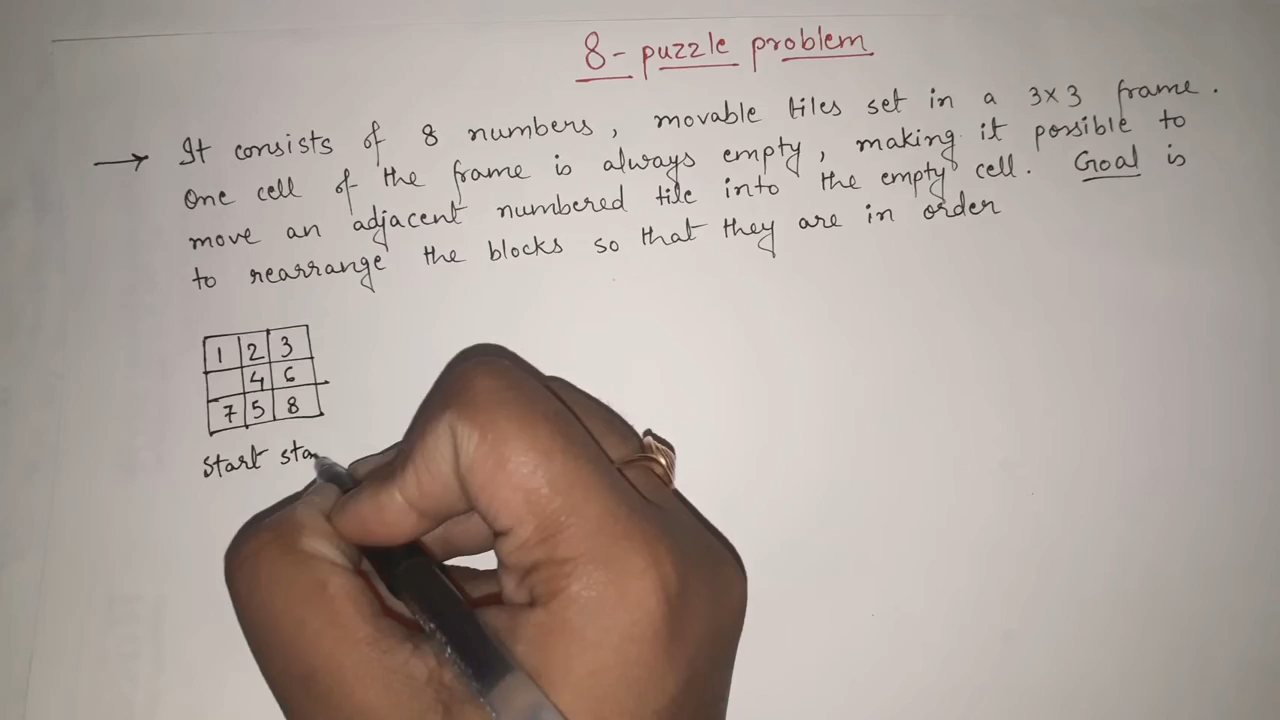 8-puzzle problem
→ It consists of 8 numbers, movable tiles set in a 3×3 frame.
One cell of the frame is always empty, making it possible to
move an adjacent numbered tile into the empty cell. Goal is
to rearrange the blocks so that they are in order
1 2 3
4 6
7 5 8
Start sta